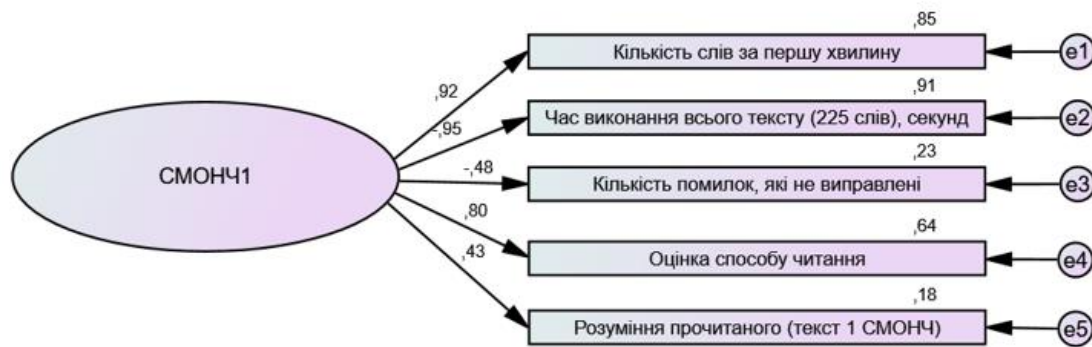 ,85
Кількість слів за першу хвилину
e1
,92
,91
-,95
Час виконання всього тексту (225 слів), секунд
e2
СМОНЧ1
-,48
,23
Кількість помилок, які не виправлені
e3
,80
,64
Оцінка способу читання
e4
,43
,18
Розуміння прочитаного (текст 1 СМОНЧ)
e5